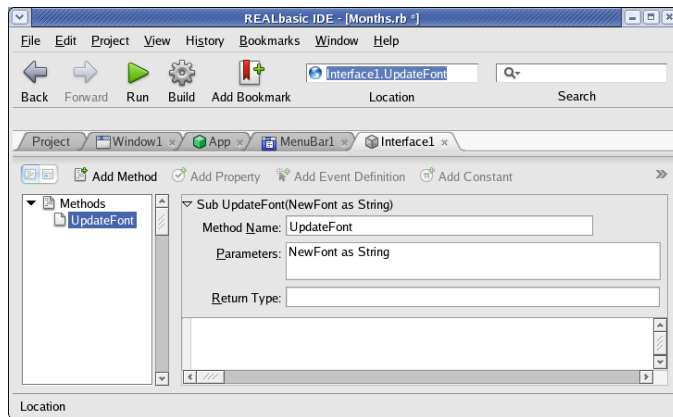 REALbasic IDE - [Months.rb *]
File Edit Project View History Bookmarks Window Help
Interface1.UpdateFont
Back Forward Run Build Add Bookmark Location Search
Project Window1 × App × MenuBar1 × Interface1 ×
Add Method Add Property Add Event Definition Add Constant »
Methods
UpdateFont
Sub UpdateFont(NewFont as String)
Method Name: UpdateFont
Parameters: NewFont as String
Return Type:
Location